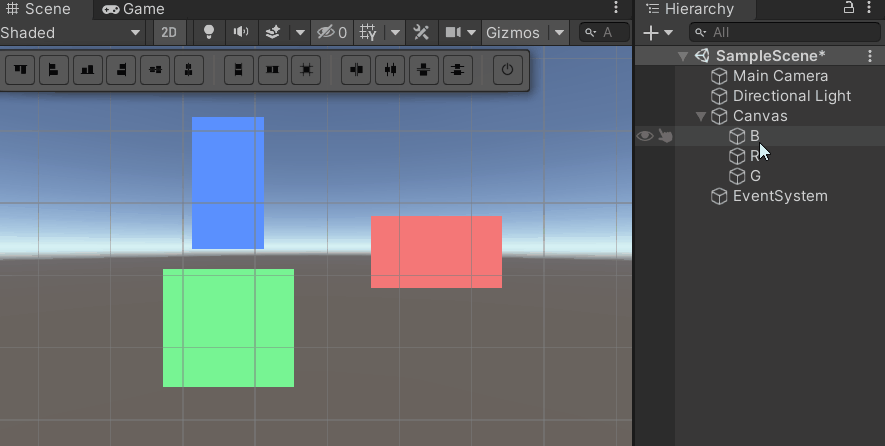 Scene
Game
Hierarchy
Shaded
2D
0
Gizmos
A
All
SampleScene*
Main Camera
Directional Light
Canvas
B
R
G
EventSystem